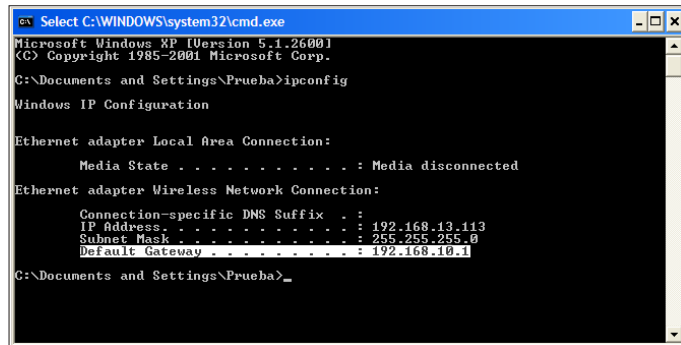 Select C:\WINDOWS\system32\cmd.exe
Microsoft Windows XP [Version 5.1.2600]
(C) Copyright 1985-2001 Microsoft Corp.
C:\Documents and Settings\Prueba>ipconfig
Windows IP Configuration
Ethernet adapter Local Area Connection:
Media State . . . . . . . . . . . : Media disconnected
Ethernet adapter Wireless Network Connection:
Connection-specific DNS Suffix . :
IP Address. . . . . . . . . . . . : 192.168.13.113
Subnet Mask . . . . . . . . . . . : 255.255.255.0
Default Gateway . . . . . . . . . : 192.168.10.1
C:\Documents and Settings\Prueba>_